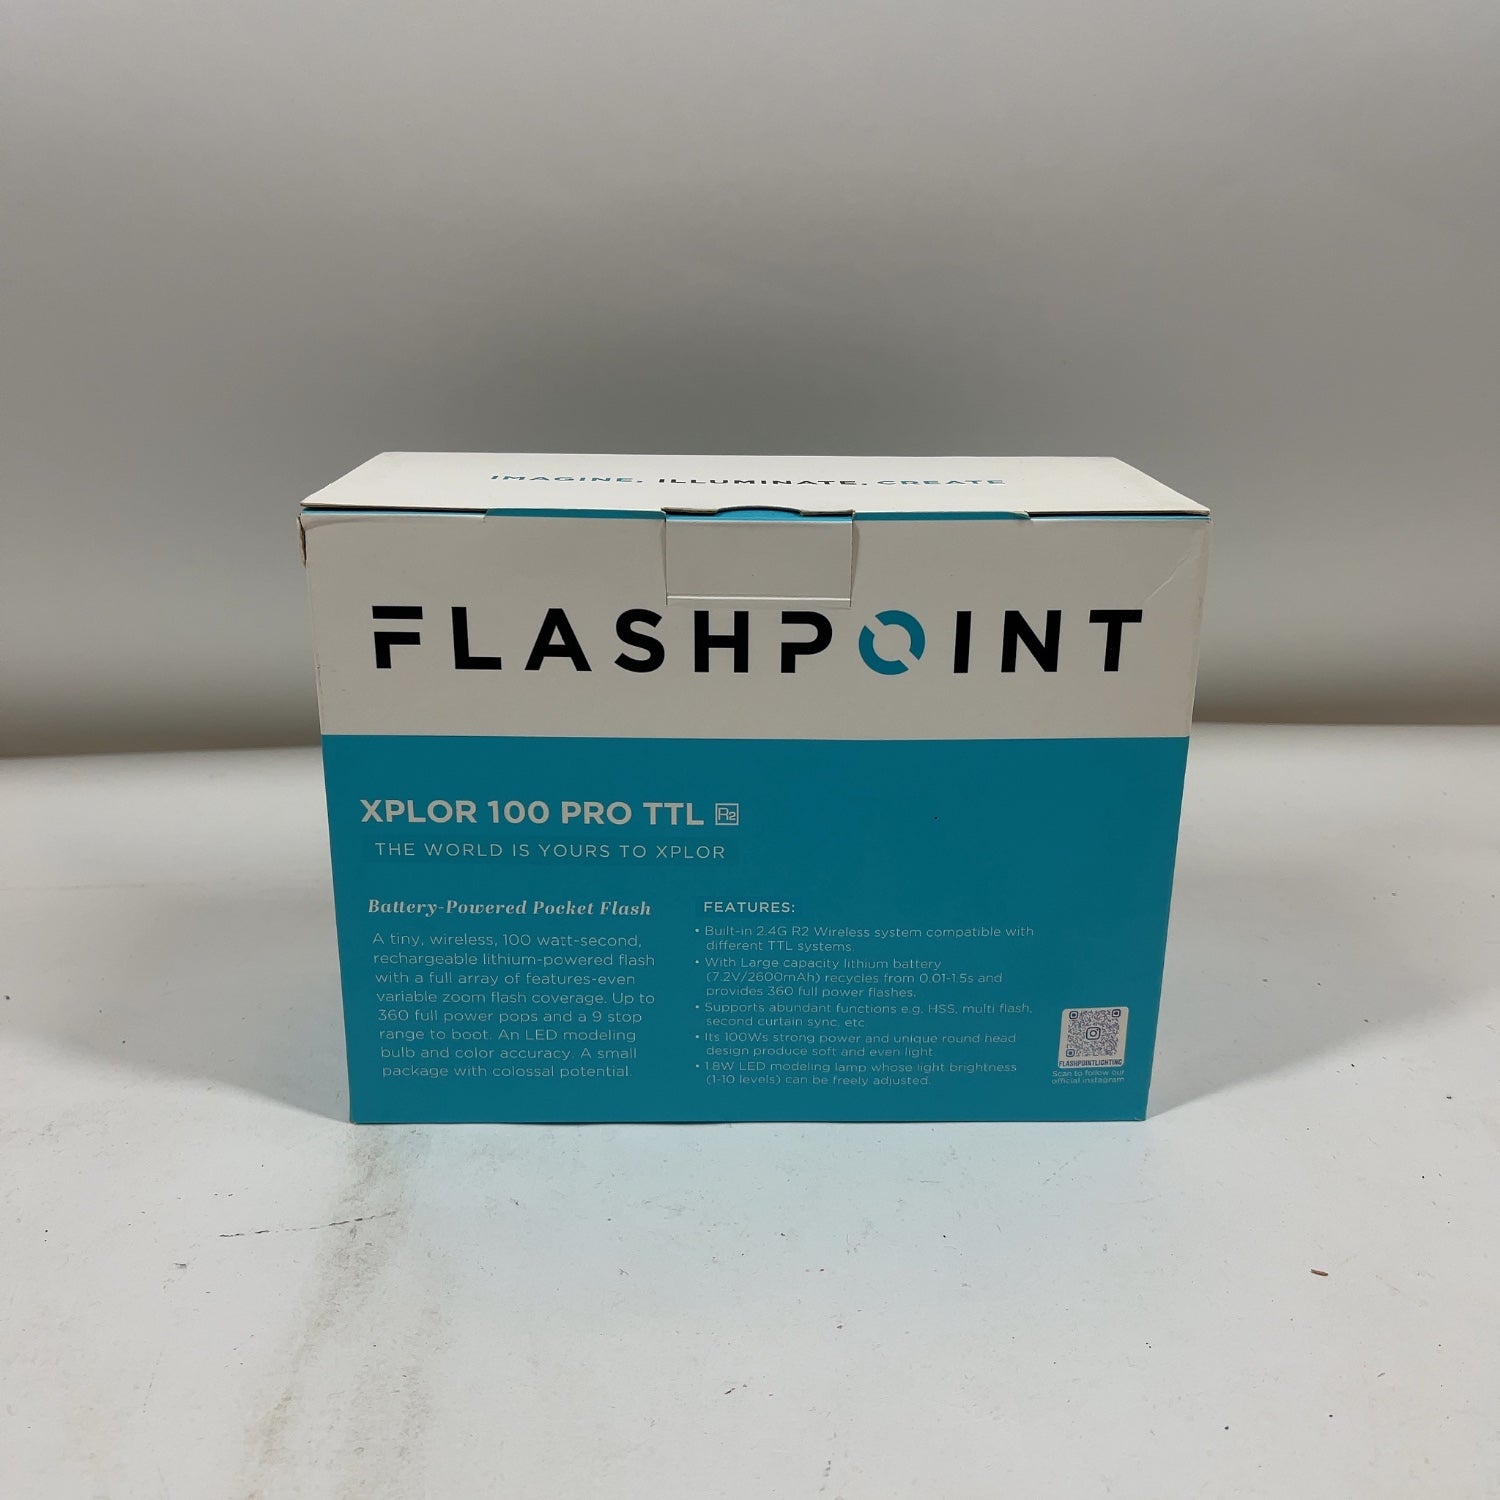 IMAGINE. ILLUMINATE. CREATE
FLASHPOINT
XPLOR 100 PRO TTL R2
THE WORLD IS YOURS TO XPLOR
Battery-Powered Pocket Flash
A tiny, wireless, 100 watt-second,
rechargeable lithium-powered flash
with a full array of features-even
variable zoom flash coverage. Up to
360 full power pops and a 9 stop
range to boot. An LED modeling
bulb and color accuracy. A small
package with colossal potential.
FEATURES:
• Built-in 2.4G R2 Wireless system compatible with
different TTL systems.
• With Large capacity lithium battery
(7.2V/2600mAh) recycles from 0.01-1.5s and
provides 360 full power flashes.
• Supports abundant functions e.g. HSS, multi flash,
second curtain sync, etc
• Its 100Ws strong power and unique round head
design produce soft and even light
• 1.8W LED modeling lamp whose light brightness
(1-10 levels) can be freely adjusted.
FLASHPOINTLIGHTING
Scan to follow our
official instagram